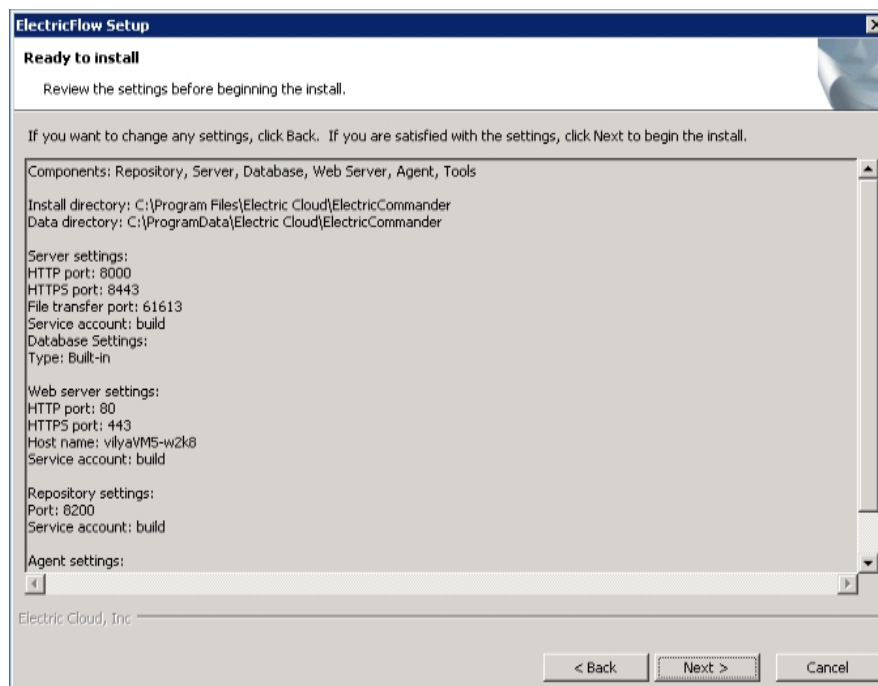 ElectricFlow Setup
Ready to install
Review the settings before beginning the install.
If you want to change any settings, click Back. If you are satisfied with the settings, click Next to begin the install.
Components: Repository, Server, Database, Web Server, Agent, Tools
Install directory: C:\Program Files\Electric Cloud\ElectricCommander
Data directory: C:\ProgramData\Electric Cloud\ElectricCommander
Server settings:
HTTP port: 8000
HTTPS port: 8443
File transfer port: 61613
Service account: build
Database Settings:
Type: Built-in
Web server settings:
HTTP port: 80
HTTPS port: 443
Host name: vilyaVM5-w2k8
Service account: build
Repository settings:
Port: 8200
Service account: build
Agent settings:
Electric Cloud, Inc
< Back
Next >
Cancel